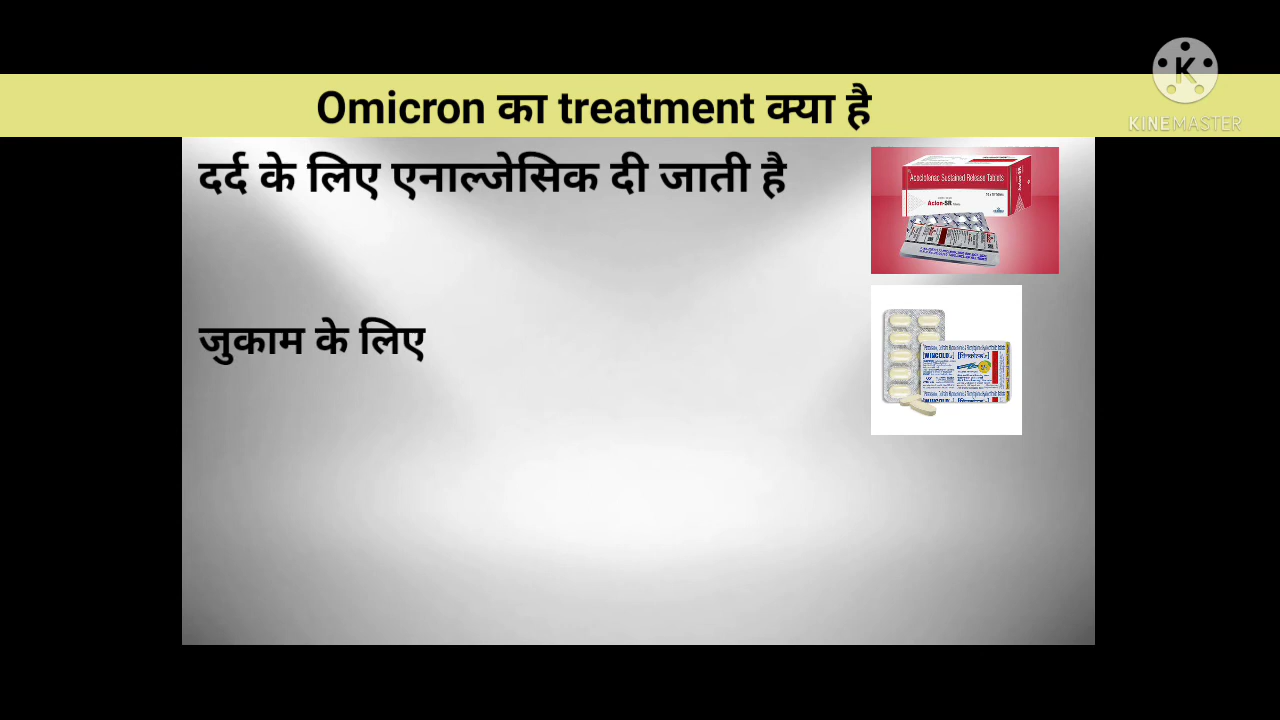 Omicron का treatment क्या है
KINEMASTER
दर्द के लिए एनाल्जेसिक दी जाती है
Aceclofenac Sustained Release Tablets
Aclon-SR
जुकाम के लिए